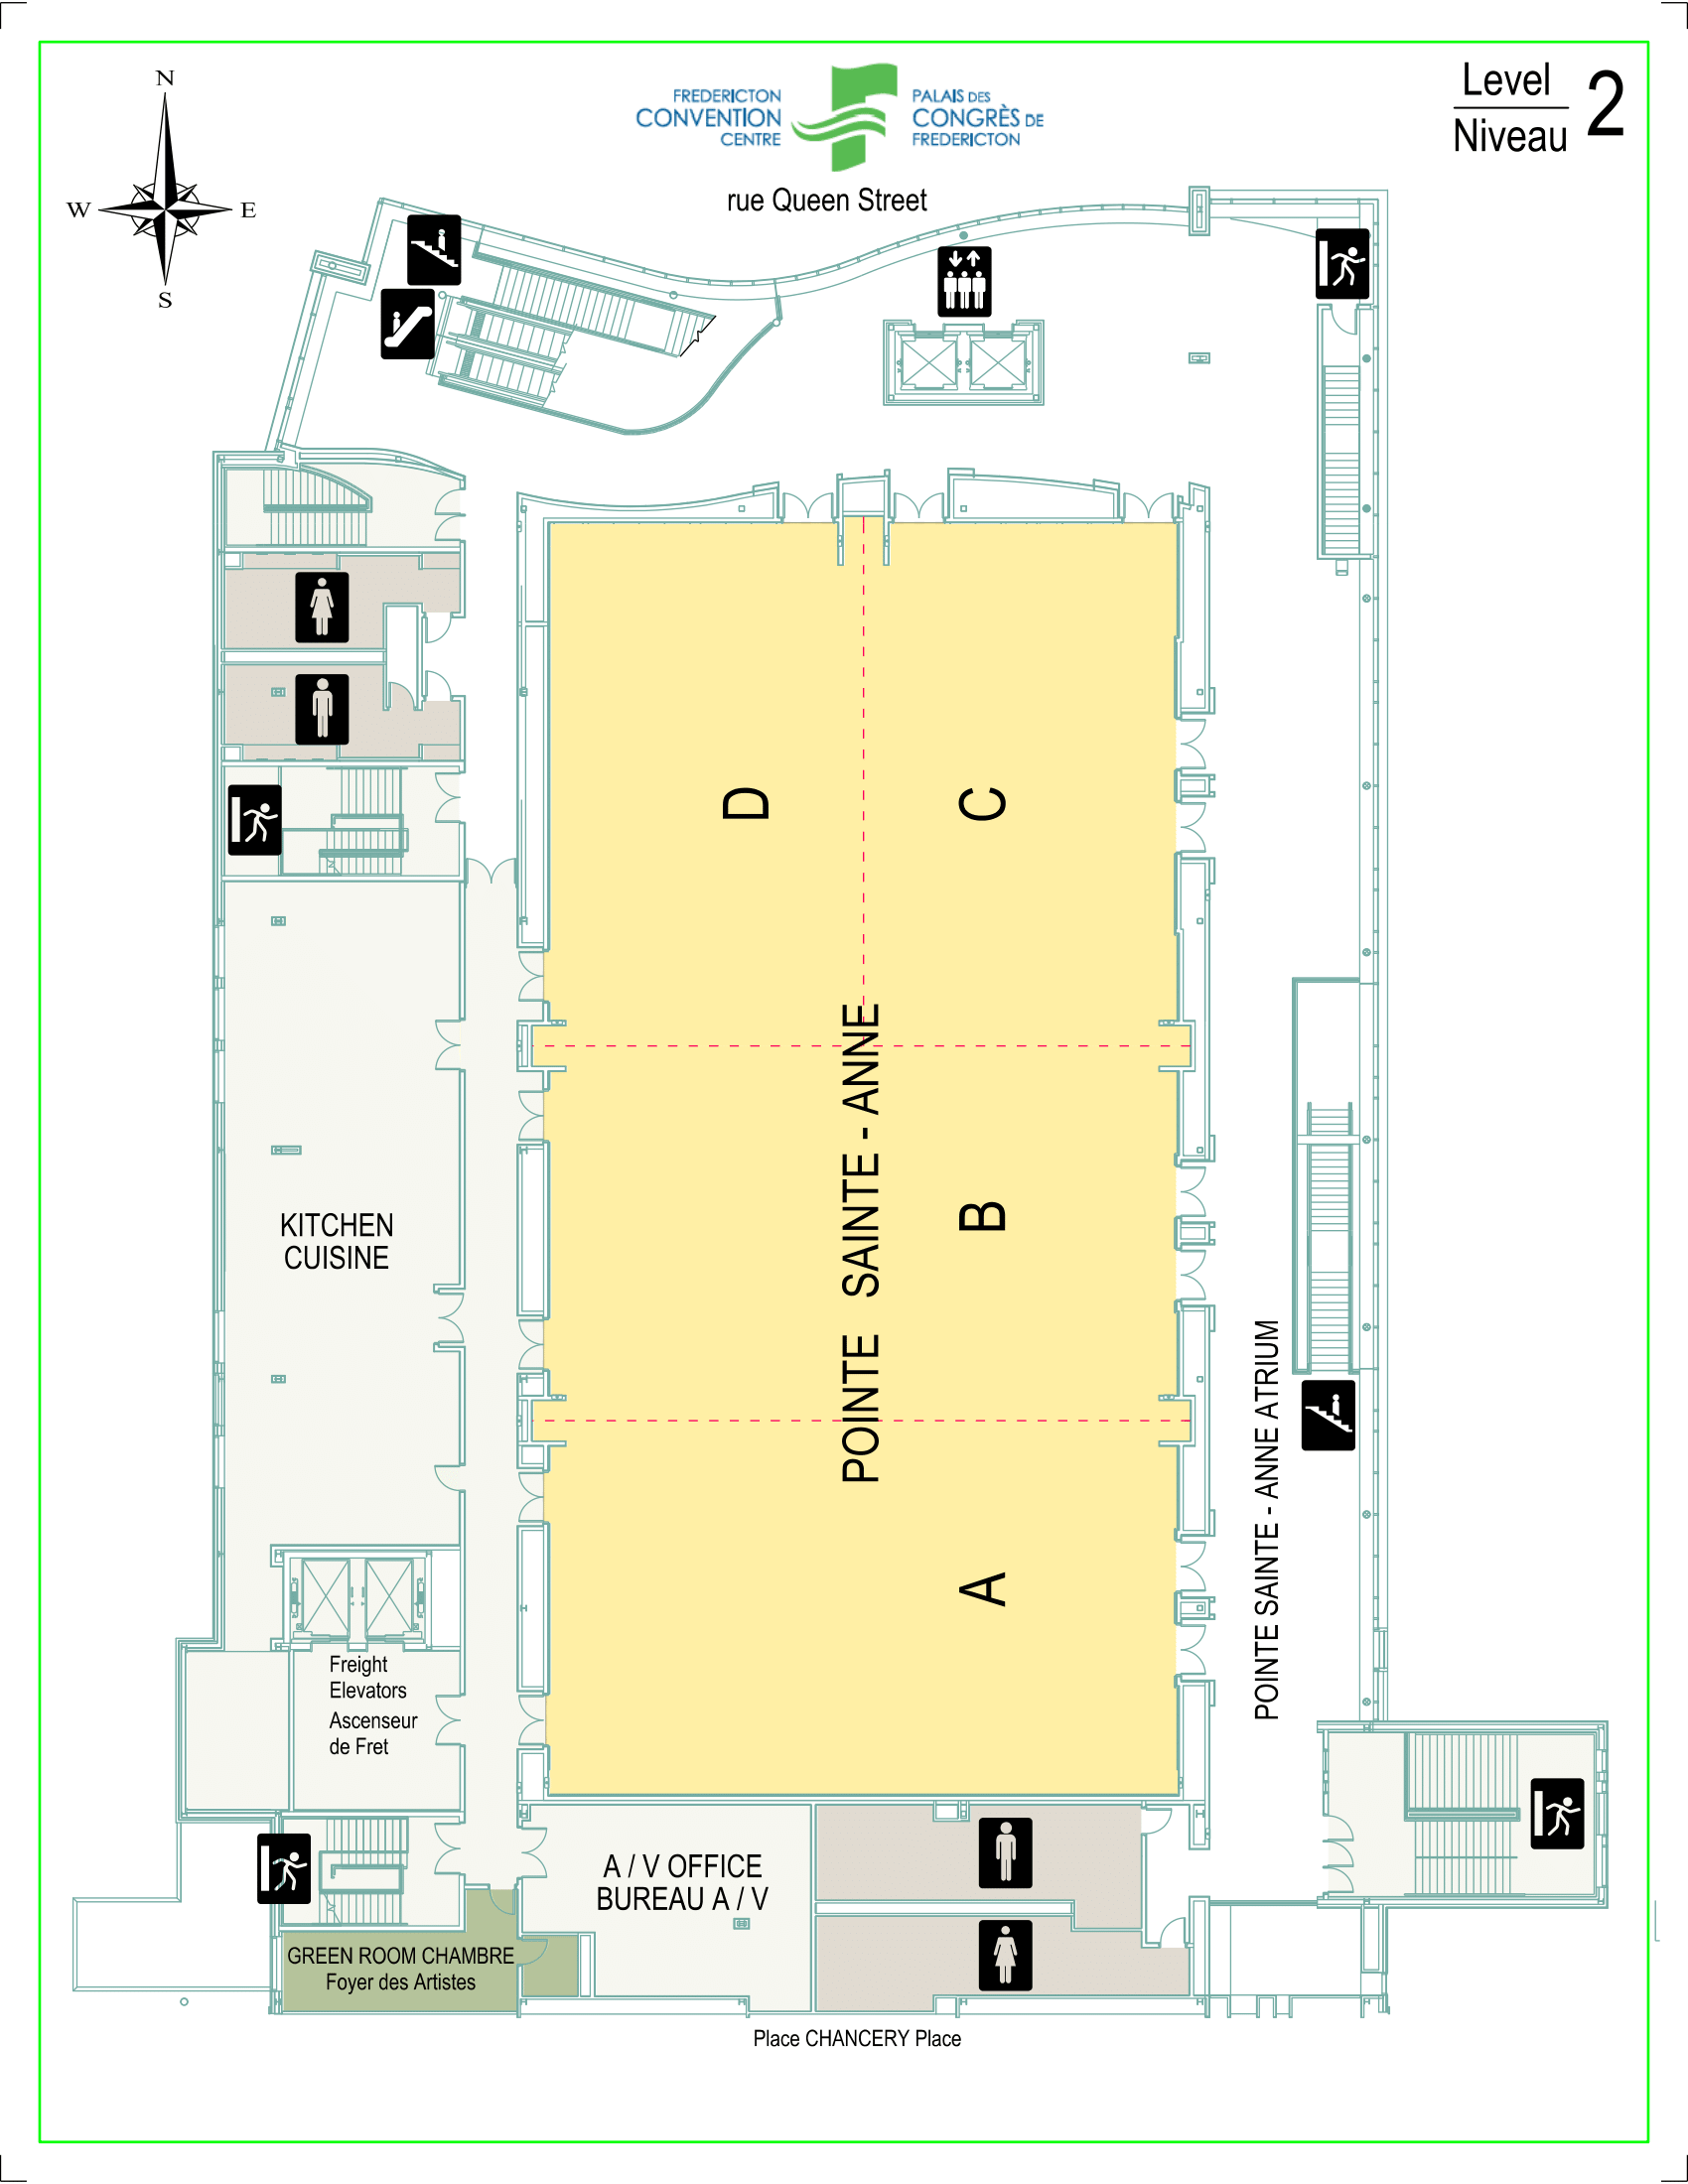 N
W E
S
FREDERICTON
CONVENTION
CENTRE
PALAIS DES
CONGRÈS DE
FREDERICTON
Level
Niveau
2
rue Queen Street
D
C
POINTE SAINTE - ANNE
B
A
KITCHEN
CUISINE
POINTE SAINTE - ANNE ATRIUM
Freight
Elevators
Ascenseur
de Fret
A / V OFFICE
BUREAU A / V
GREEN ROOM CHAMBRE
Foyer des Artistes
Place CHANCERY Place